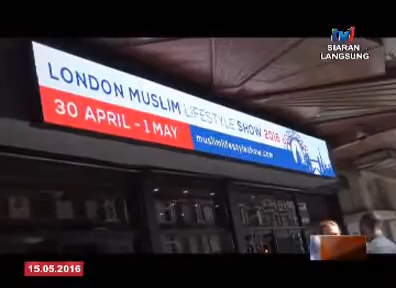 TV1
SIARAN
LANGSUNG
LONDON MUSLIM LIFESTYLE SHOW 2016
30 APRIL - 1 MAY
muslimlifestyleshow.com
15.05.2016